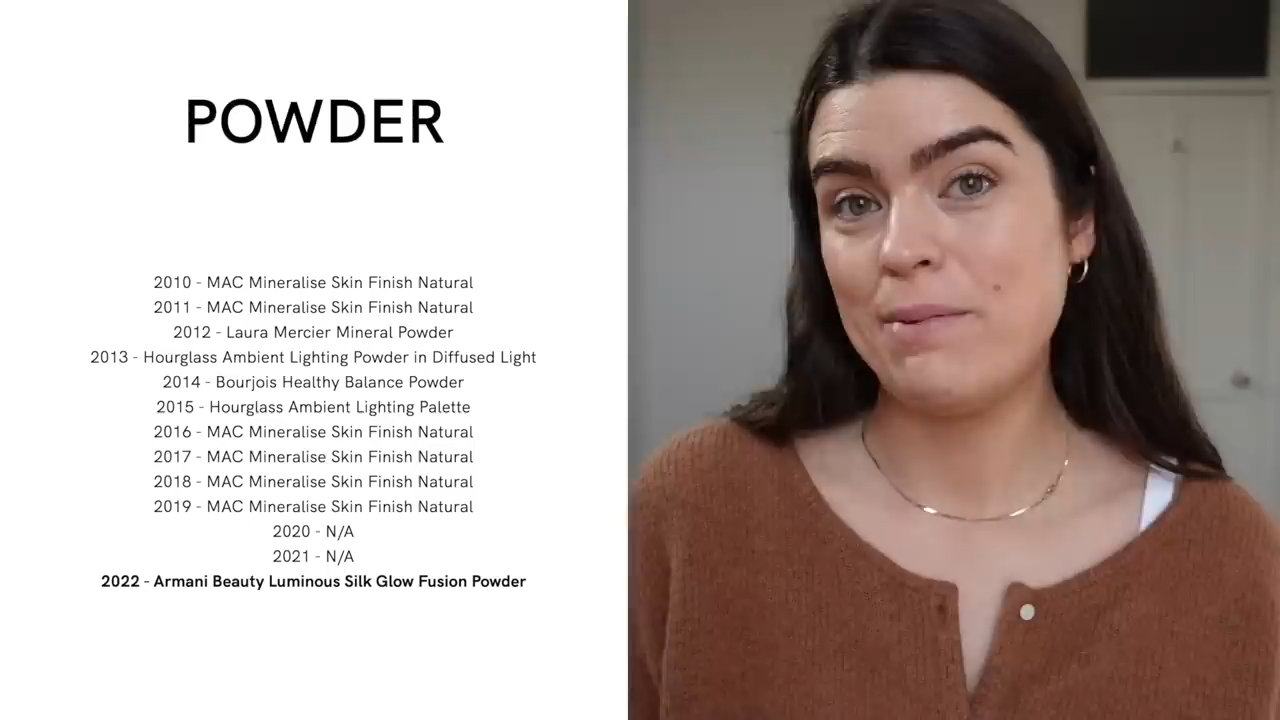 POWDER
2010 - MAC Mineralise Skin Finish Natural
2011 - MAC Mineralise Skin Finish Natural
2012 - Laura Mercier Mineral Powder
2013 - Hourglass Ambient Lighting Powder in Diffused Light
2014 - Bourjois Healthy Balance Powder
2015 - Hourglass Ambient Lighting Palette
2016 - MAC Mineralise Skin Finish Natural
2017 - MAC Mineralise Skin Finish Natural
2018 - MAC Mineralise Skin Finish Natural
2019 - MAC Mineralise Skin Finish Natural
2020 - N/A
2021 - N/A
2022 - Armani Beauty Luminous Silk Glow Fusion Powder